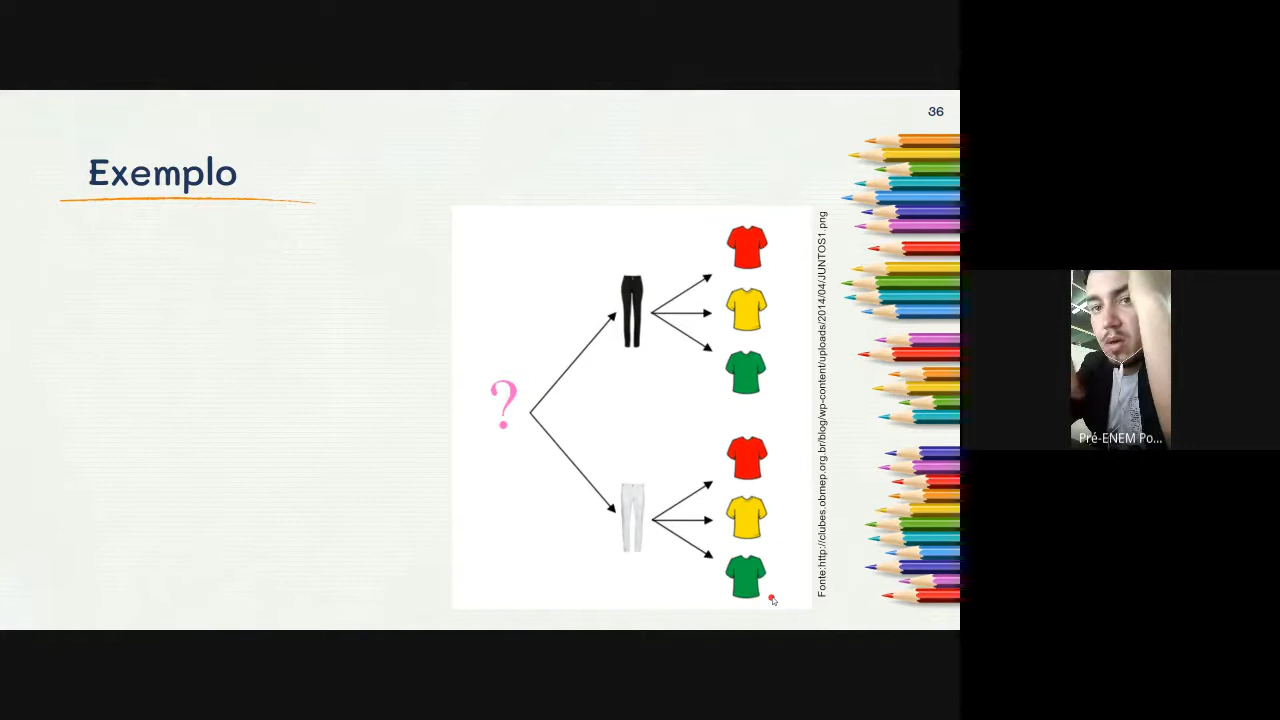 36
Exemplo
?
Fonte:http://clubes.obmep.org.br/blog/wp-content/uploads/2014/04/JUNTOS1.png
Pré-ENEM Po...